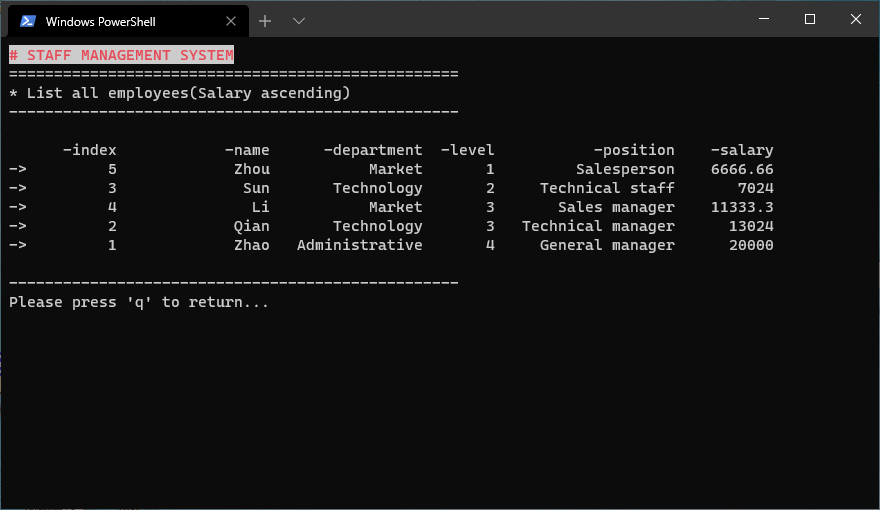 Windows PowerShell
# STAFF MANAGEMENT SYSTEM
==================================================
* List all employees(Salary ascending)
--------------------------------------------------
-index -name -department -level -position -salary
-> 5 Zhou Market 1 Salesperson 6666.66
-> 3 Sun Technology 2 Technical staff 7024
-> 4 Li Market 3 Sales manager 11333.3
-> 2 Qian Technology 3 Technical manager 13024
-> 1 Zhao Administrative 4 General manager 20000
--------------------------------------------------
Please press 'q' to return...